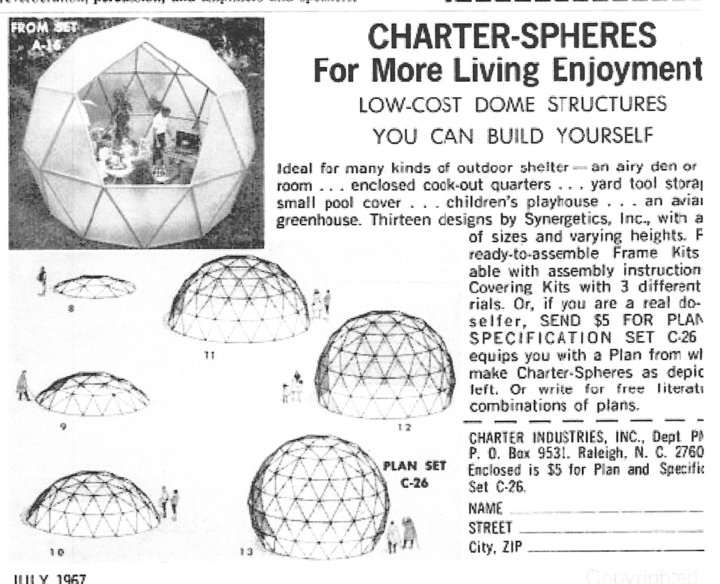 reverberation, percussion, and amplifiers and speakers.
FROM SET
A-16
CHARTER-SPHERES
For More Living Enjoyment
LOW-COST DOME STRUCTURES
YOU CAN BUILD YOURSELF
Ideal for many kinds of outdoor shelter—an airy den or
room . . . enclosed cook-out quarters . . . yard tool storag
small pool cover . . . children's playhouse . . . an aviar
greenhouse. Thirteen designs by Synergetics, Inc., with a
of sizes and varying heights. F
ready-to-assemble Frame Kits
able with assembly instruction
Covering Kits with 3 different
rials. Or, if you are a real do-
selfer, SEND $5 FOR PLAN
SPECIFICATION SET C-26
equips you with a Plan from wh
make Charter-Spheres as depic
left. Or write for free literatu
combinations of plans.
8
11
9
12
10
13
PLAN SET
C-26
CHARTER INDUSTRIES, INC., Dept PM
P. O. Box 9531. Raleigh, N. C. 2760
Enclosed is $5 for Plan and Specific
Set C-26.
NAME
STREET
City, ZIP
JULY 1967
Copyrighted